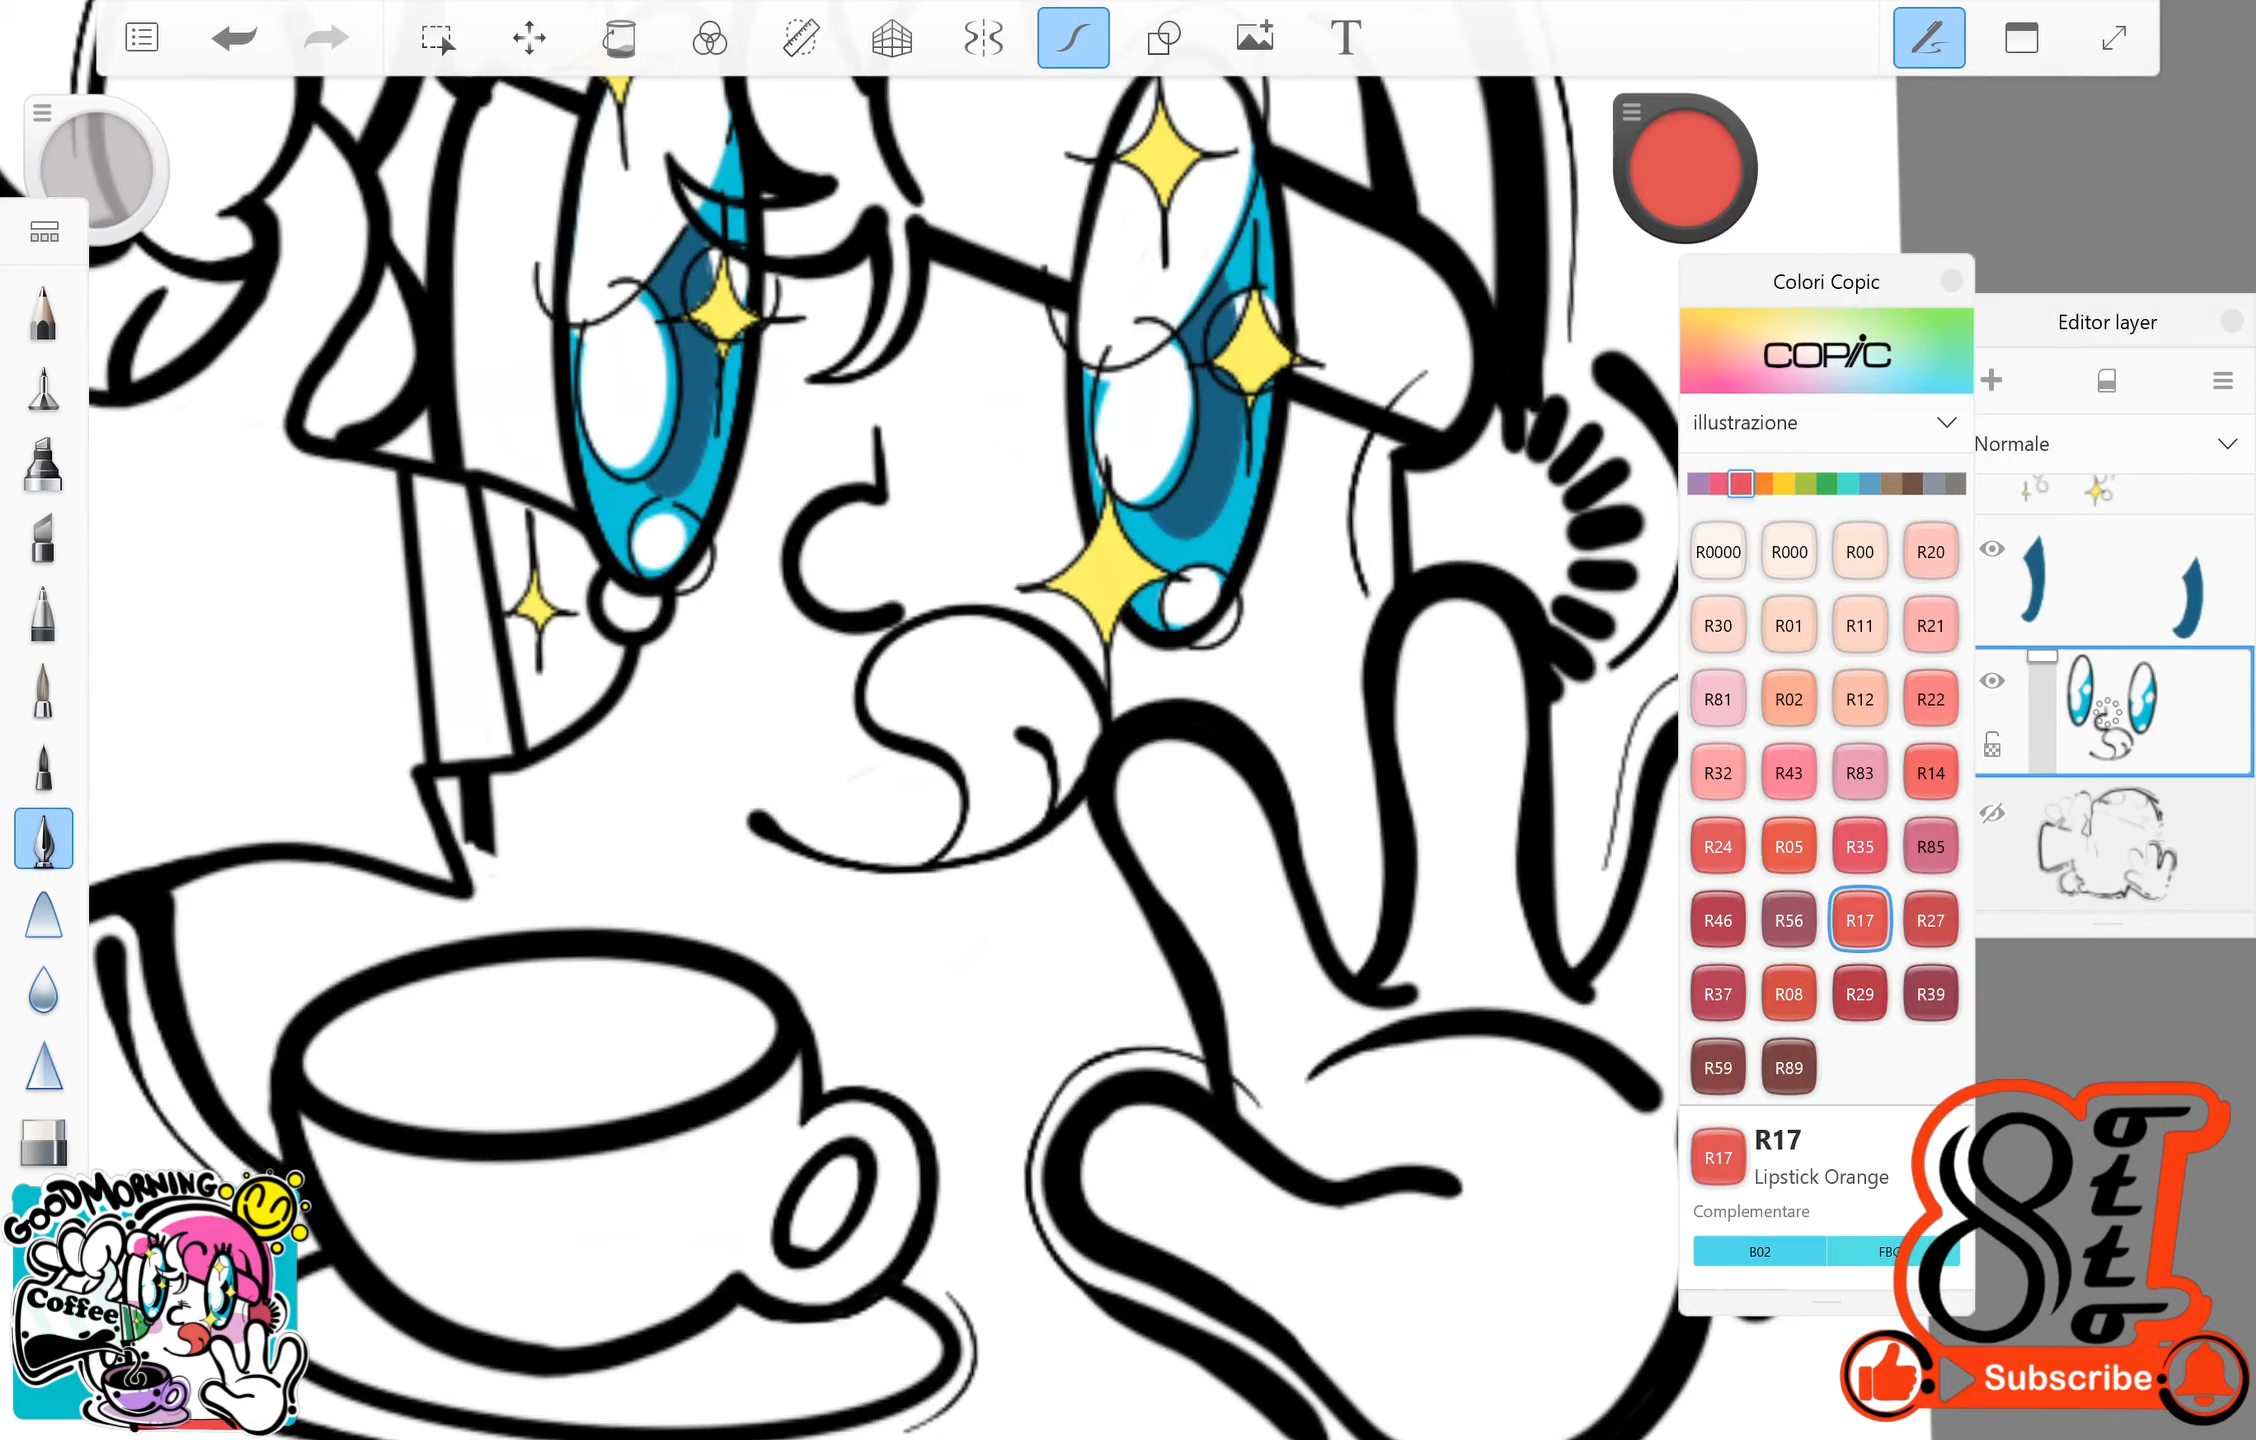 T
Colori Copic
COPIC
illustrazione
R0000 R000 R00 R20
R30 R01 R11 R21
R81 R02 R12 R22
R32 R43 R83 R14
R24 R05 R35 R85
R46 R56 R17 R27
R37 R08 R29 R39
R59 R89
R17 R17
Lipstick Orange
Complementare
B02
Editor layer
Normale
GOOD MORNING
Coffee
8 otto
Subscribe